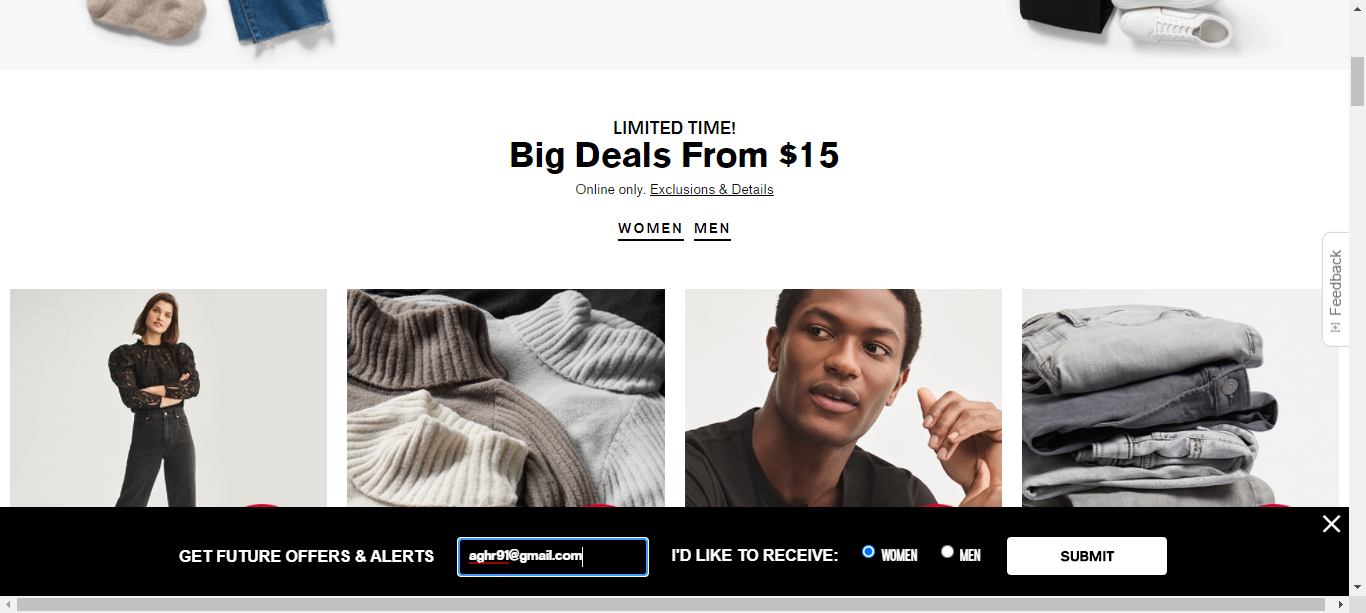 LIMITED TIME!
Big Deals From $15
Online only. Exclusions & Details
WOMEN MEN
Feedback
GET FUTURE OFFERS & ALERTS aghr91@gmail.com I'D LIKE TO RECEIVE: WOMEN MEN SUBMIT